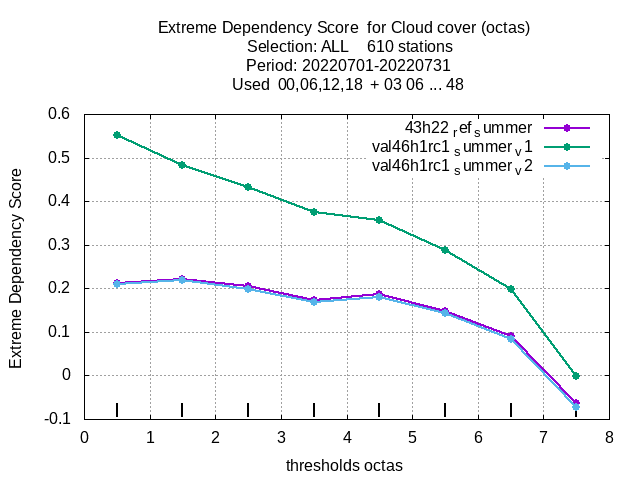 Extreme Dependency Score  for Cloud cover (octas)
Selection: ALL    610 stations
Period: 20220701-20220731
Used  00,06,12,18  + 03 06 ... 48
43h22 ref summer
val46h1rc1 summer v1
val46h1rc1 summer v2
Extreme Dependency Score
0.6
0.5
0.4
0.3
0.2
0.1
0
-0.1
0 1 2 3 4 5 6 7 8
thresholds octas